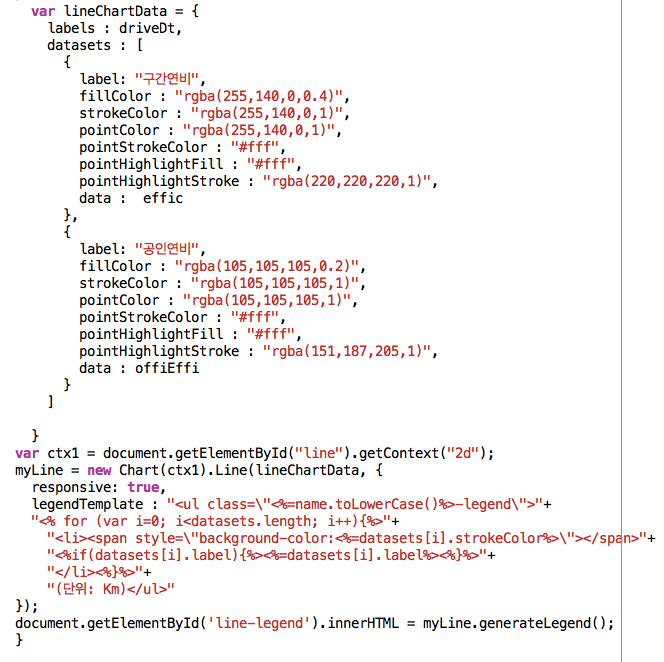 var lineChartData = {
labels : driveDt,
datasets : [
{
label: "구간연비",
fillColor : "rgba(255,140,0,0.4)",
strokeColor : "rgba(255,140,0,1)",
pointColor : "rgba(255,140,0,1)",
pointStrokeColor : "#fff",
pointHighlightFill : "#fff",
pointHighlightStroke : "rgba(220,220,220,1)",
data :  effic
},
{
label: "공인연비",
fillColor : "rgba(105,105,105,0.2)",
strokeColor : "rgba(105,105,105,1)",
pointColor : "rgba(105,105,105,1)",
pointStrokeColor : "#fff",
pointHighlightFill : "#fff",
pointHighlightStroke : "rgba(151,187,205,1)",
data : offiEffi
}
]
}
var ctx1 = document.getElementById("line").getContext("2d");
myLine = new Chart(ctx1).Line(lineChartData, {
responsive: true,
legendTemplate : "<ul class=\"<%=name.toLowerCase()%>-legend\">"+
"<% for (var i=0; i<datasets.length; i++){%>"+
"<li><span style=\"background-color:<%=datasets[i].strokeColor%>\"></span>"+
"<%if(datasets[i].label){%><%=datasets[i].label%><%}%>"+
"</li><%}%>"+
"(단위: Km)</ul>"
});
document.getElementById('line-legend').innerHTML = myLine.generateLegend();
}